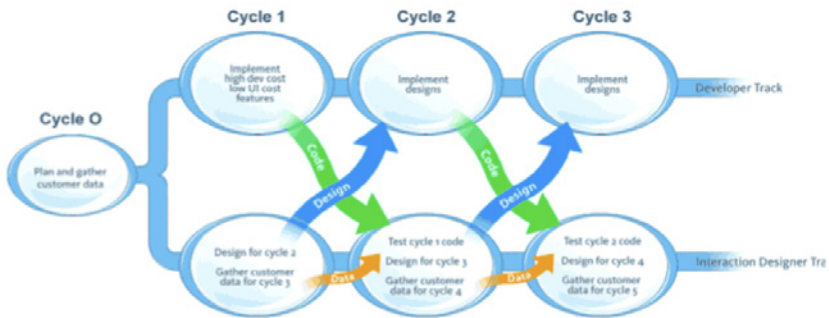 Cycle 1
Cycle 2
Cycle 3
Implement
high dev cost
low UI cost
features
Implement
designs
Implement
designs
Developer Track
Cycle O
Plan and gather
customer data
Code
Design
Code
Design
Design for cycle 2
Gather customer
data for cycle 3
Data
Test cycle 1 code
Design for cycle 3
Gather customer
data for cycle 4
Data
Test cycle 2 code
Design for cycle 4
Gather customer
data for cycle 5
Interaction Designer Tra